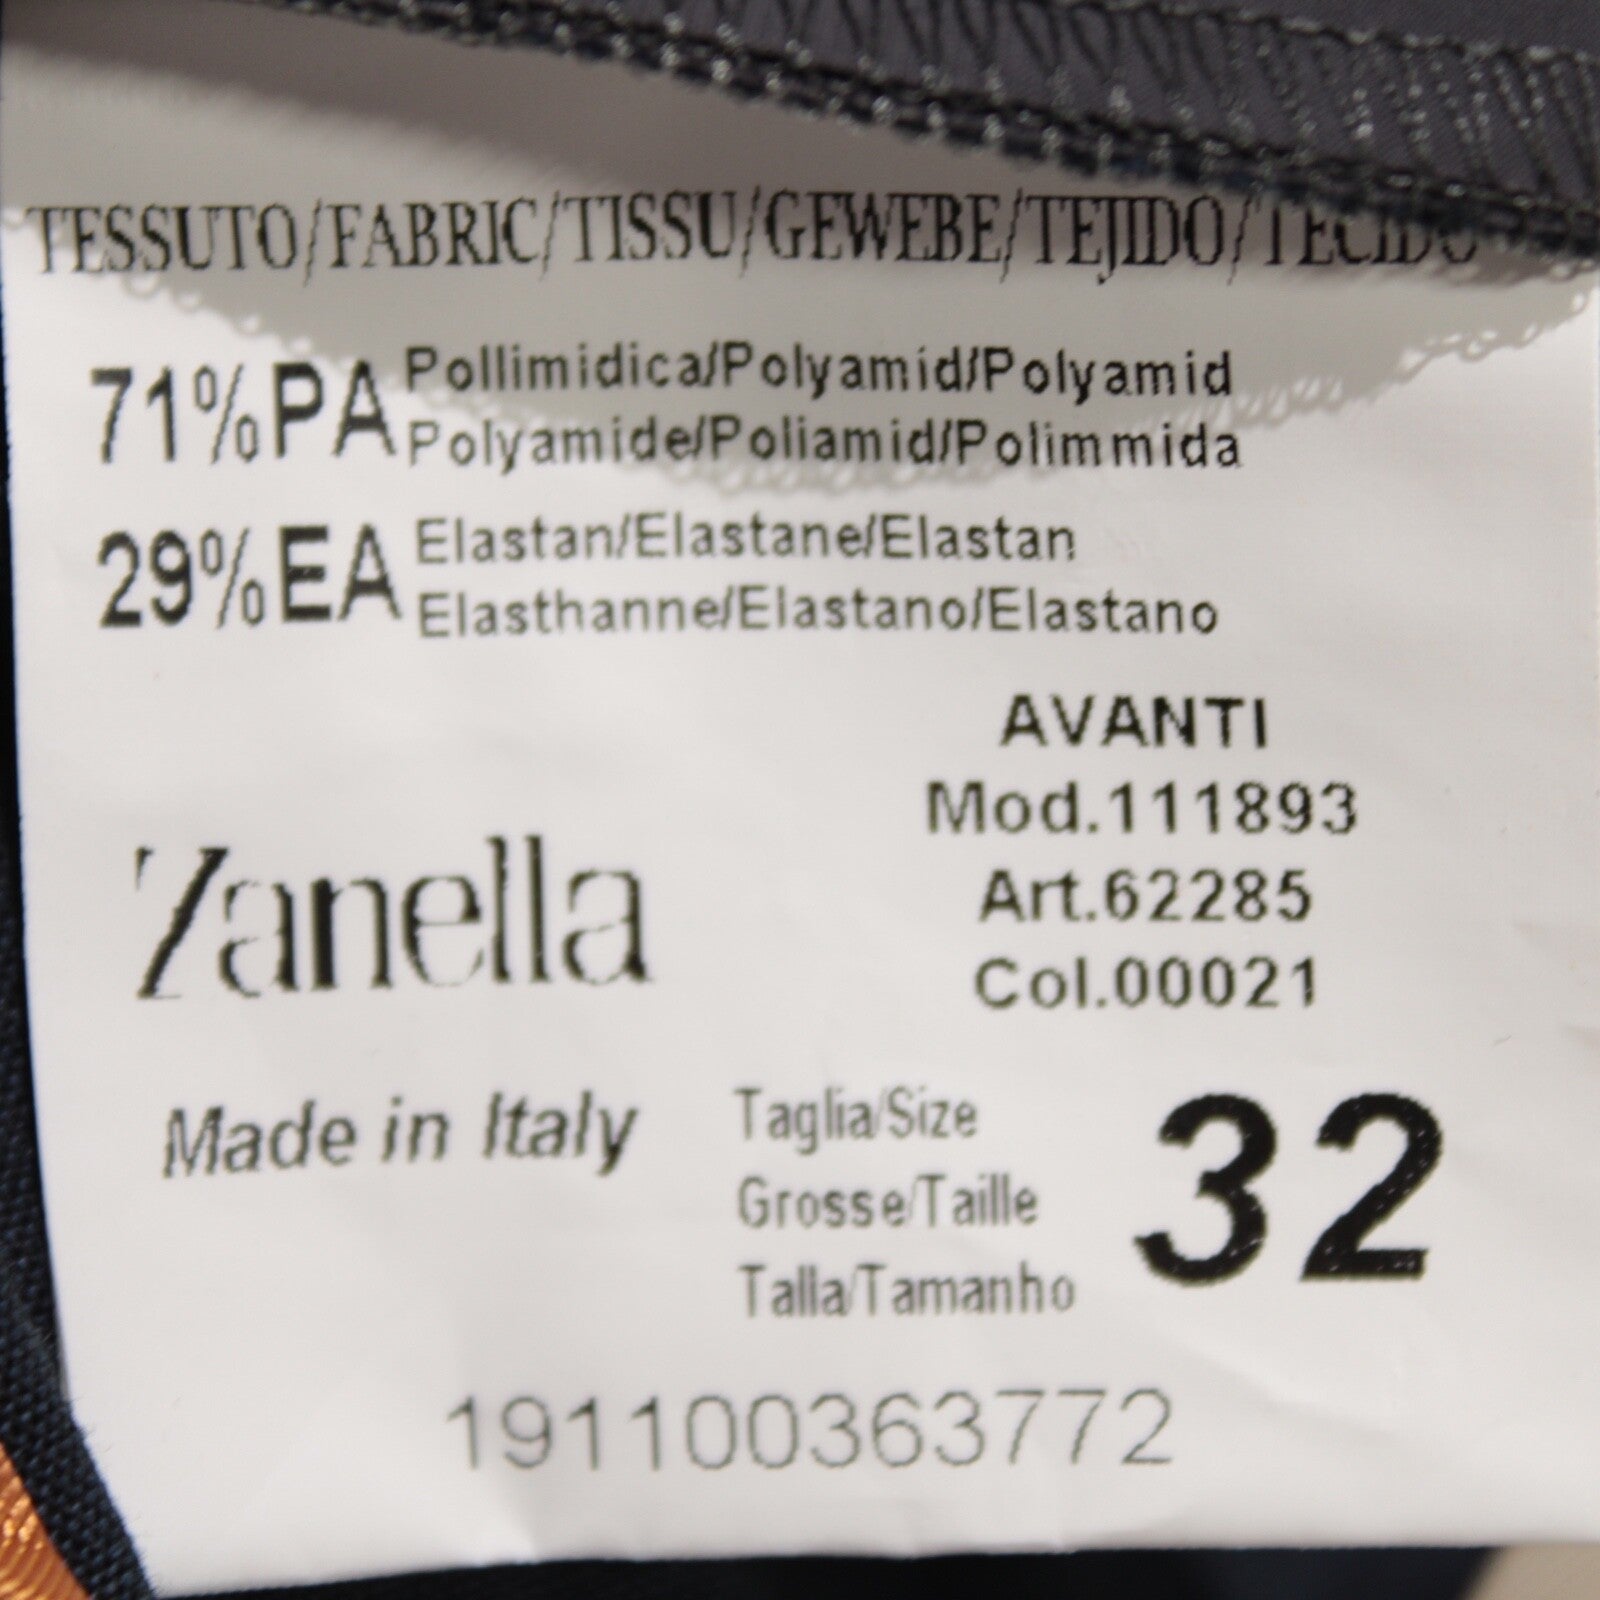 TESSUTO/FABRIC/TISSU/GEWEBE/TEJIDO/TECIDO
71%PA Pollimidica/Polyamid/Polyamid
Polyamide/Poliamid/Polimmida
29%EA Elastan/Elastane/Elastan
Elasthanne/Elastano/Elastano
AVANTI
Mod.111893
Art.62285
Col.00021
Zanella
Made in Italy
Taglia/Size
Grosse/Taille
Talla/Tamanho
32
191100363772